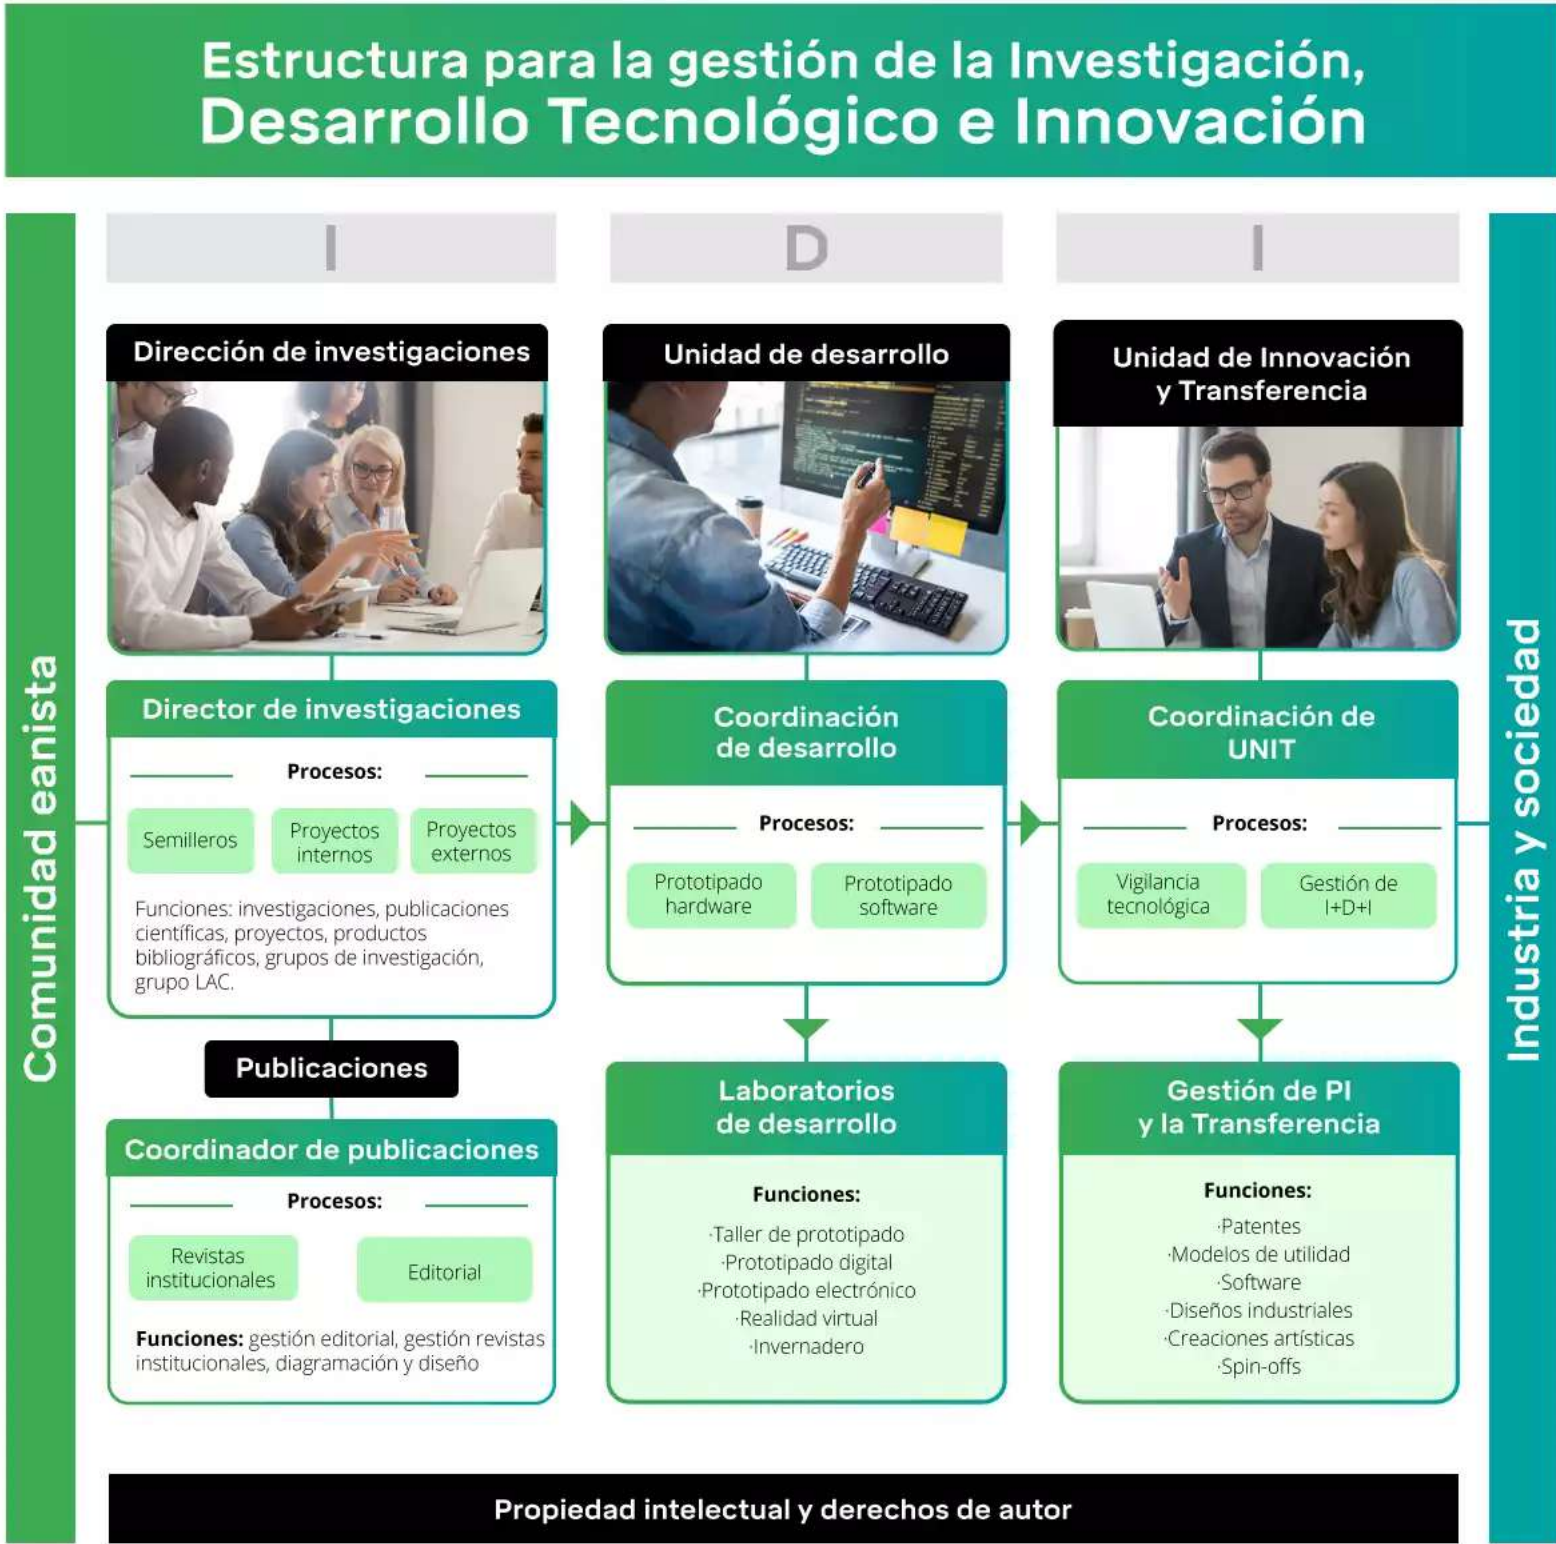 Estructura para la gestión de la Investigación,
Desarrollo Tecnológico e Innovación
Comunidad eanista
I
Dirección de investigaciones
Director de investigaciones
Procesos:
Semilleros
Proyectos
internos
Proyectos
externos
Funciones: investigaciones, publicaciones
científicas, proyectos, productos
bibliográficos, grupos de investigación,
grupo LAC.
Publicaciones
Coordinador de publicaciones
Procesos:
Revistas
institucionales
Editorial
Funciones: gestión editorial, gestión revistas
institucionales, diagramación y diseño
D
Unidad de desarrollo
Coordinación
de desarrollo
Procesos:
Prototipado
hardware
Prototipado
software
Laboratorios
de desarrollo
Funciones:
·Taller de prototipado
·Prototipado digital
·Prototipado electrónico
·Realidad virtual
·Invernadero
I
Unidad de Innovación
y Transferencia
Coordinación de
UNIT
Procesos:
Vigilancia
tecnológica
Gestión de
I+D+I
Gestión de PI
y la Transferencia
Funciones:
·Patentes
·Modelos de utilidad
·Software
·Diseños industriales
·Creaciones artísticas
·Spin-offs
Industria y sociedad
Propiedad intelectual y derechos de autor